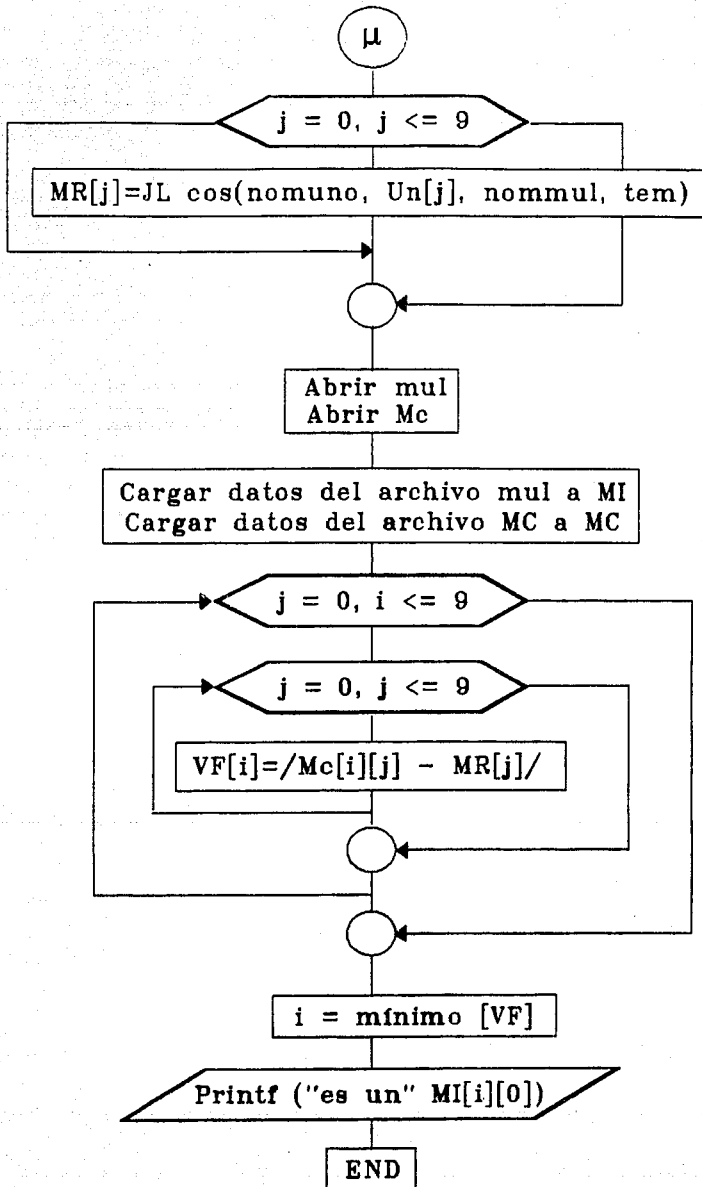 μ
j = 0, j <= 9
MR[j]=JL cos(nomuno, Un[j], nommul, tem)
Abrir mul
Abrir Mc
Cargar datos del archivo mul a MI
Cargar datos del archivo MC a MC
j = 0, i <= 9
j = 0, j <= 9
VF[i]=/Mc[i][j] - MR[j]/
i = mínimo [VF]
Printf ("es un" MI[i][0])
END